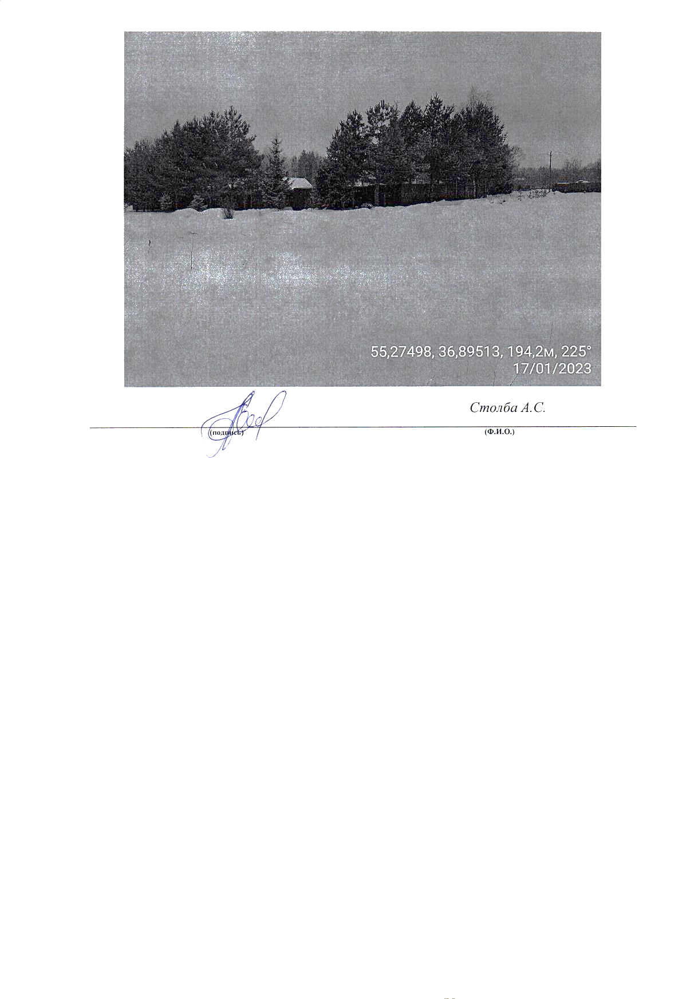 55,27498, 36,89513, 194,2м, 225°
17/01/2023
Столба А.С.
(подпись)
(Ф.И.О.)